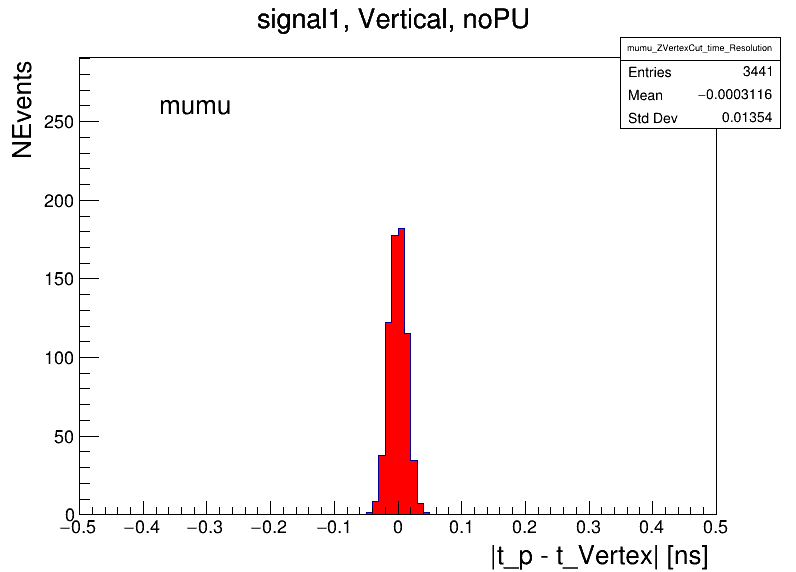 signal1, Vertical, noPU
mumu_ZVertexCut_time_Resolution
Entries 3441
Mean −0.0003116
Std Dev 0.01354
NEvents
mumu
250
200
150
100
50
0
−0.5 −0.4 −0.3 −0.2 −0.1 0 0.1 0.2 0.3 0.4 0.5
|t_p - t_Vertex| [ns]